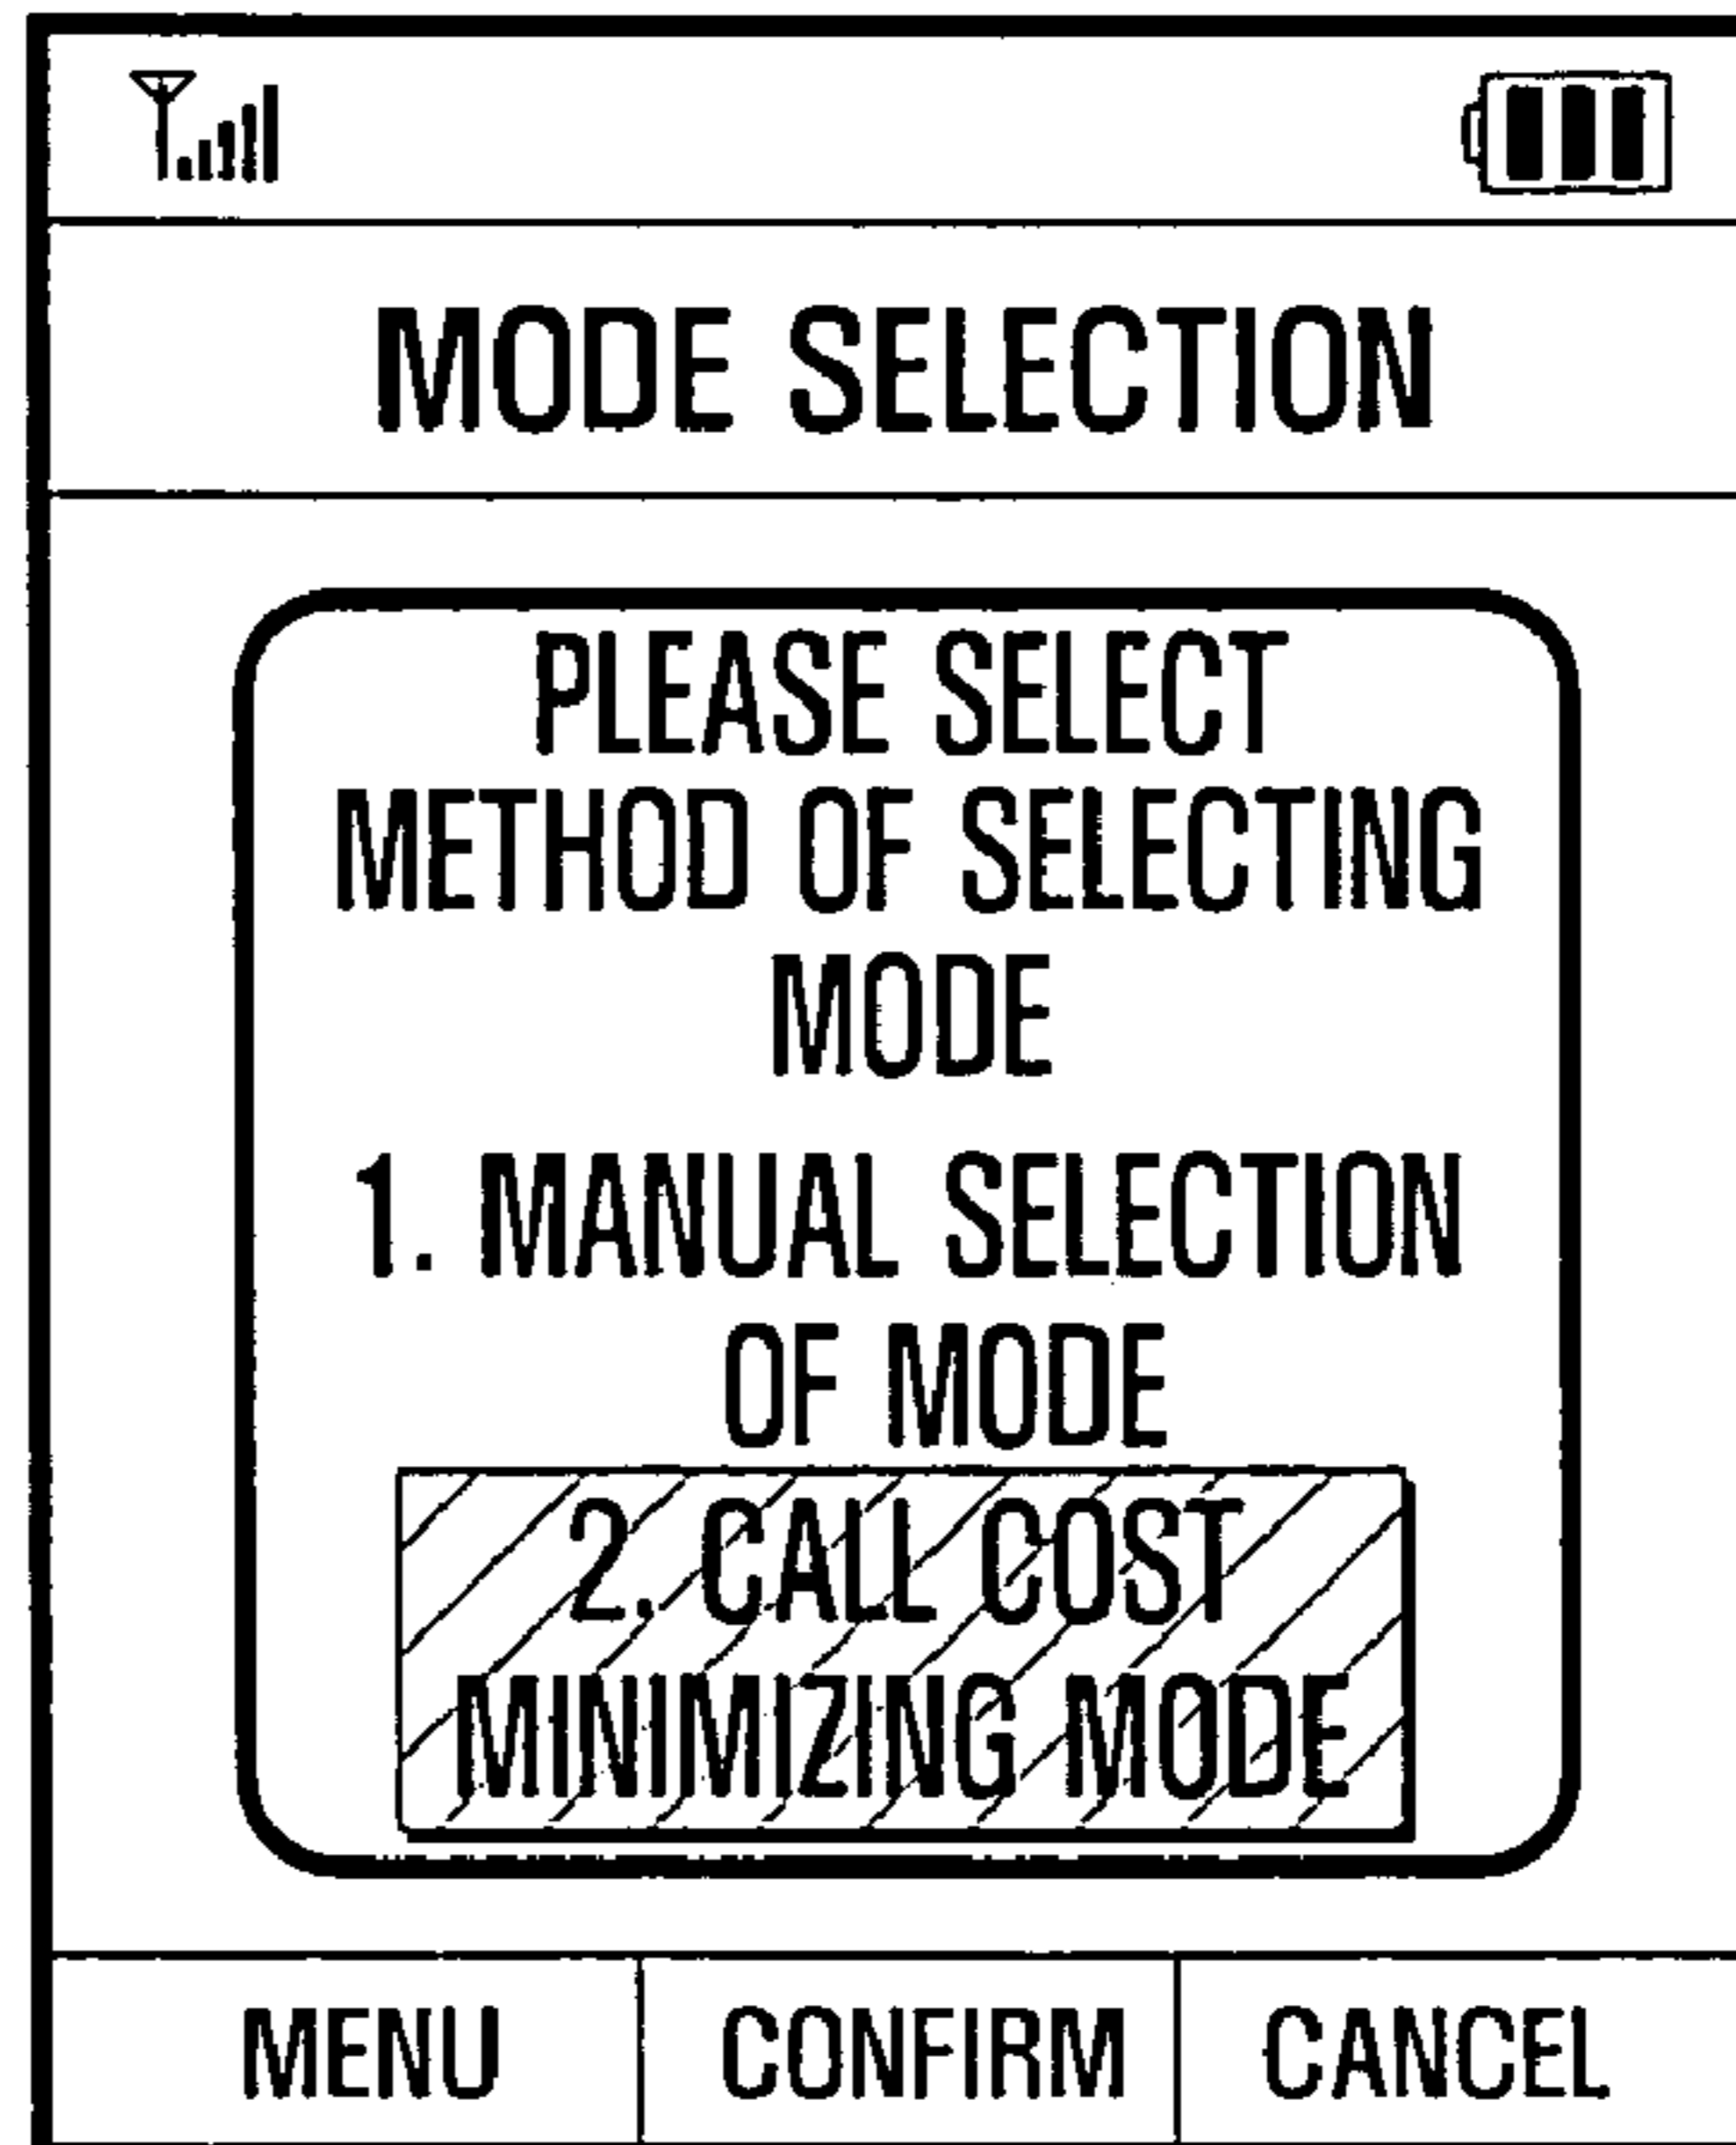 MODE SELECTION
PLEASE SELECT
METHOD OF SELECTING
MODE
1. MANUAL SELECTION
OF MODE
2. CALL COST
MINIMIZING MODE
MENU CONFIRM CANCEL